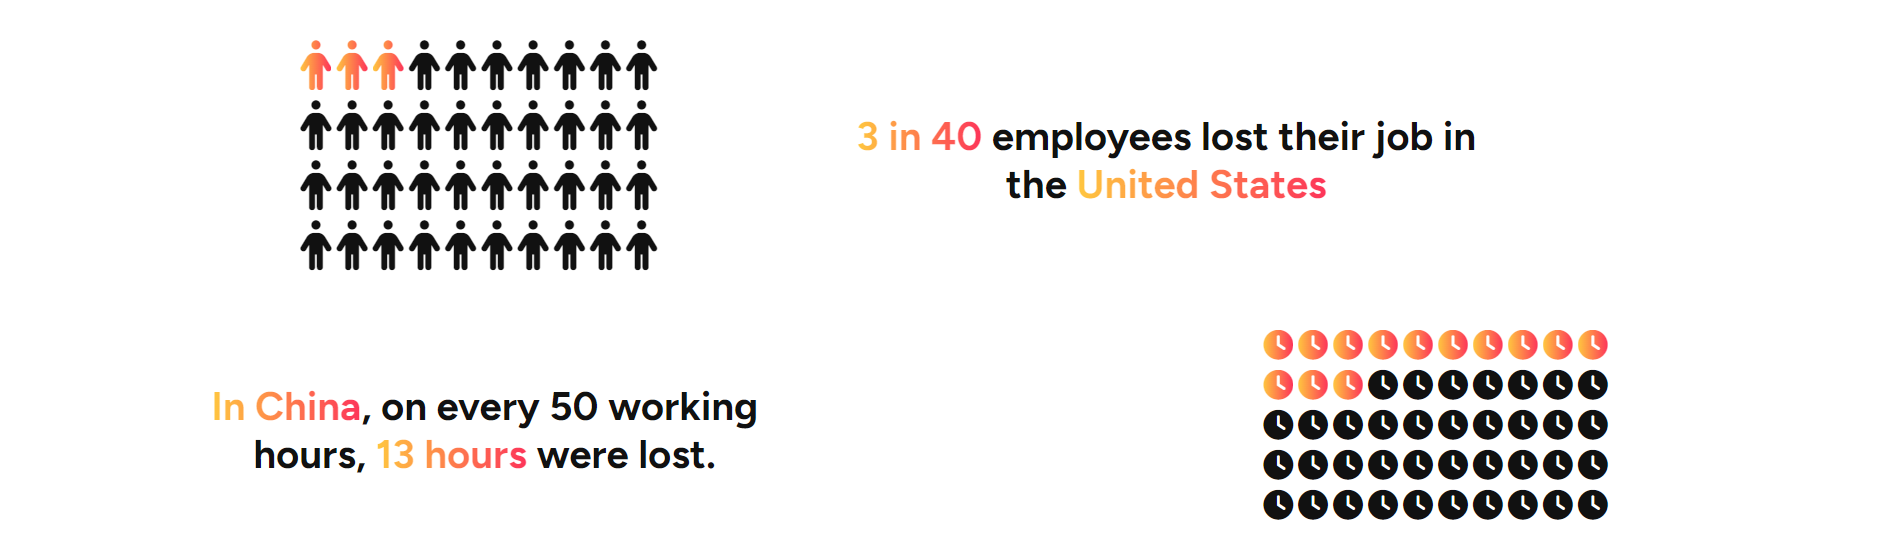 3 in 40 employees lost their job in
the United States
In China, on every 50 working
hours, 13 hours were lost.